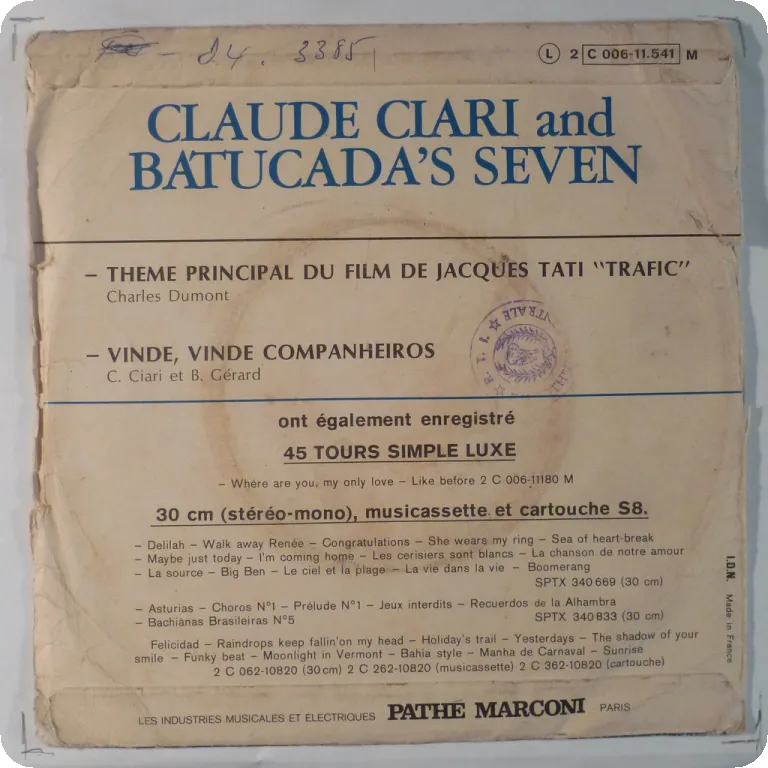 84. 3385
Ⓛ 2 C 006-11.541 M
CLAUDE CIARI and
BATUCADA'S SEVEN
– THEME PRINCIPAL DU FILM DE JACQUES TATI "TRAFIC"
Charles Dumont
– VINDE, VINDE COMPANHEIROS
C. Ciari et B. Gérard
ont également enregistré
45 TOURS SIMPLE LUXE
– Where are you, my only love – Like before 2 C 006-11180 M
30 cm (stéréo-mono), musicassette et cartouche S8.
– Delilah – Walk away Renée – Congratulations – She wears my ring – Sea of heart-break
– Maybe just today – I'm coming home – Les cerisiers sont blancs – La chanson de notre amour
– La source – Big Ben – Le ciel et la plage – La vie dans la vie – Boomerang
SPTX 340 669 (30 cm)
– Asturias – Choros N°1 – Prélude N°1 – Jeux interdits – Recuerdos de la Alhambra
– Bachianas Brasileiras N°5 SPTX 340 833 (30 cm)
Felicidad – Raindrops keep fallin'on my head – Holiday's trail – Yesterdays – The shadow of your
smile – Funky beat – Moonlight in Vermont – Bahia style – Manha de Carnaval – Sunrise
2 C 062-10820 (30 cm) 2 C 262-10820 (musicassette) 2 C 362-10820 (cartouche)
I.D.N. Made in France
LES INDUSTRIES MUSICALES ET ÉLECTRIQUES PATHÉ MARCONI PARIS